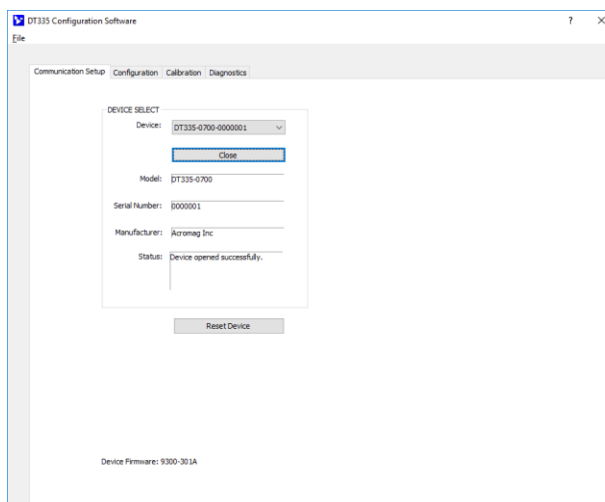 DT335 Configuration Software
File
Communication Setup Configuration Calibration Diagnostics
DEVICE SELECT
Device: DT335-0700-0000001
Close
Model: DT335-0700
Serial Number: 0000001
Manufacturer: Acromag Inc
Status: Device opened successfully.
Reset Device
Device Firmware: 9300-301A